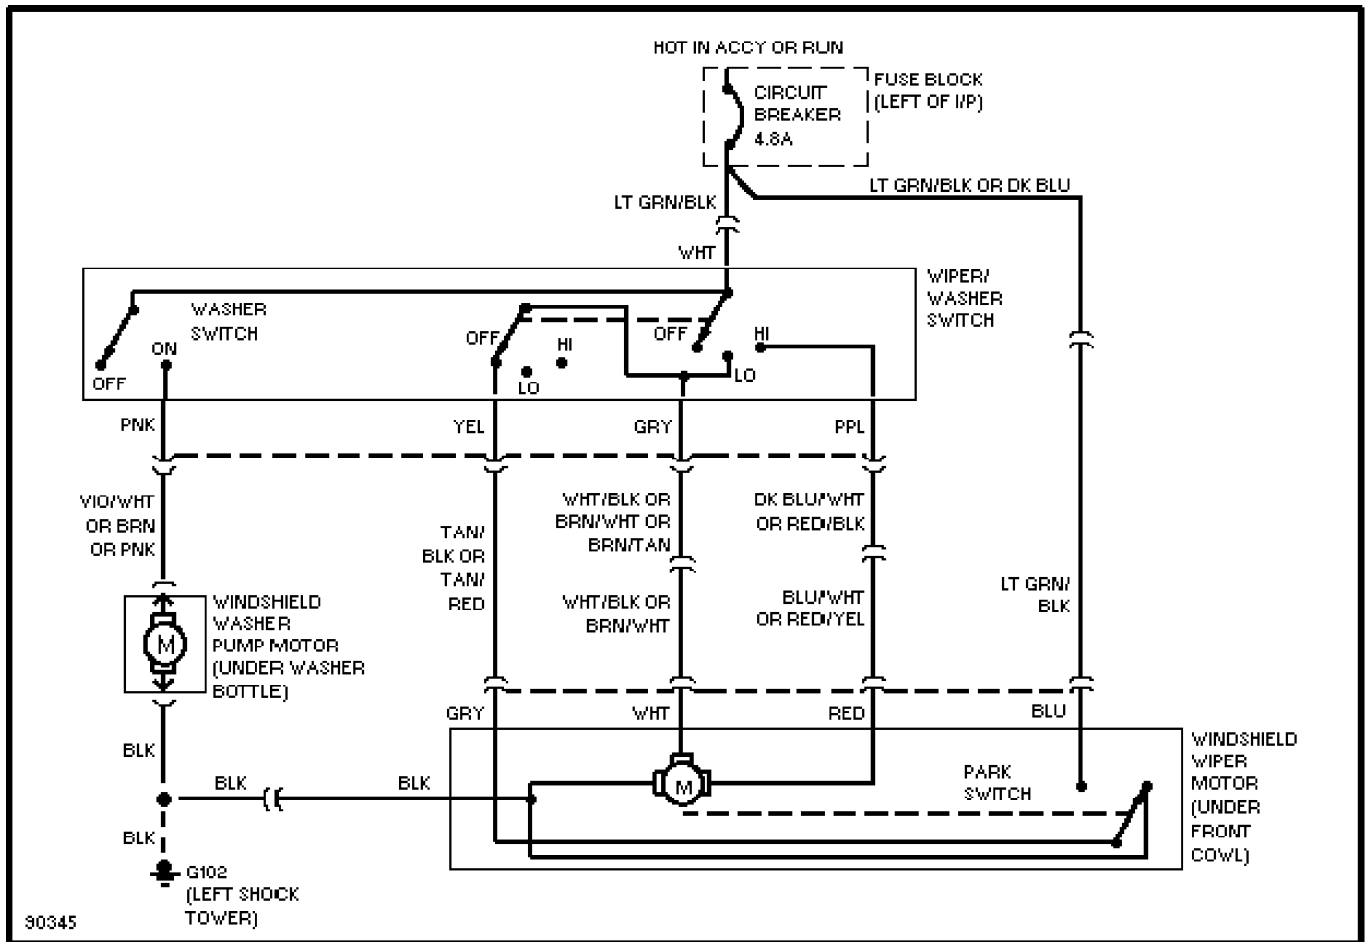 HOT IN ACCY OR RUN
CIRCUIT
BREAKER
4.8A
FUSE BLOCK
(LEFT OF I/P)
LT GRN/BLK OR DK BLU
LT GRN/BLK
WHT
WIPER/
WASHER
SWITCH
WASHER
SWITCH
ON
OFF
OFF
HI
LO
OFF
HI
LO
PNK
YEL
GRY
PPL
VIO/WHT
OR BRN
OR PNK
TAN/
BLK OR
TAN/
RED
WHT/BLK OR
BRN/WHT OR
BRN/TAN
DK BLU/WHT
OR RED/BLK
WHT/BLK OR
BRN/WHT
BLU/WHT
OR RED/YEL
LT GRN/
BLK
WINDSHIELD
WASHER
PUMP MOTOR
(UNDER WASHER
BOTTLE)
M
GRY
WHT
RED
BLU
BLK
BLK
BLK
M
PARK
SWITCH
WINDSHIELD
WIPER
MOTOR
(UNDER
FRONT
COWL)
BLK
G102
(LEFT SHOCK
TOWER)
90345